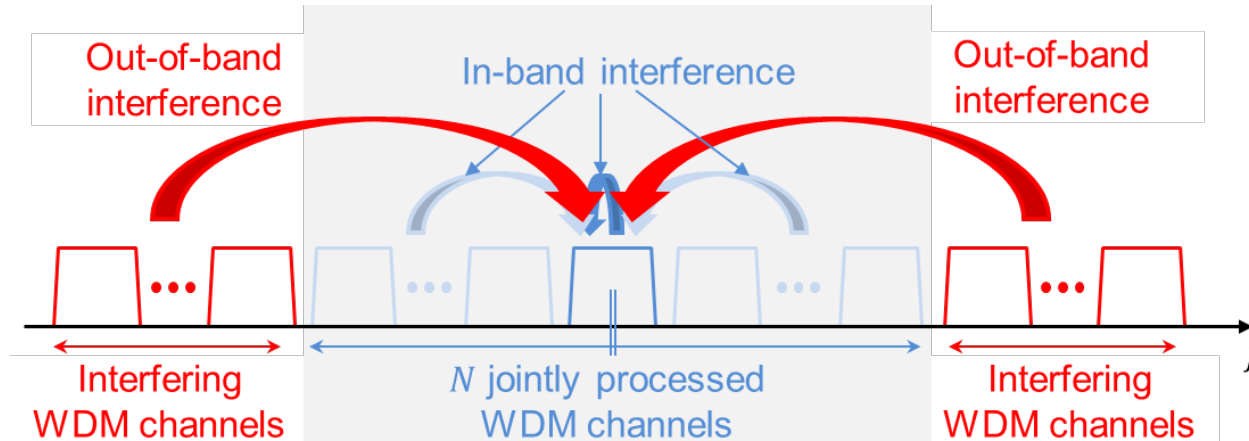 Out-of-band
interference
In-band interference
Out-of-band
interference
Interfering
WDM channels
N jointly processed
WDM channels
Interfering
WDM channels